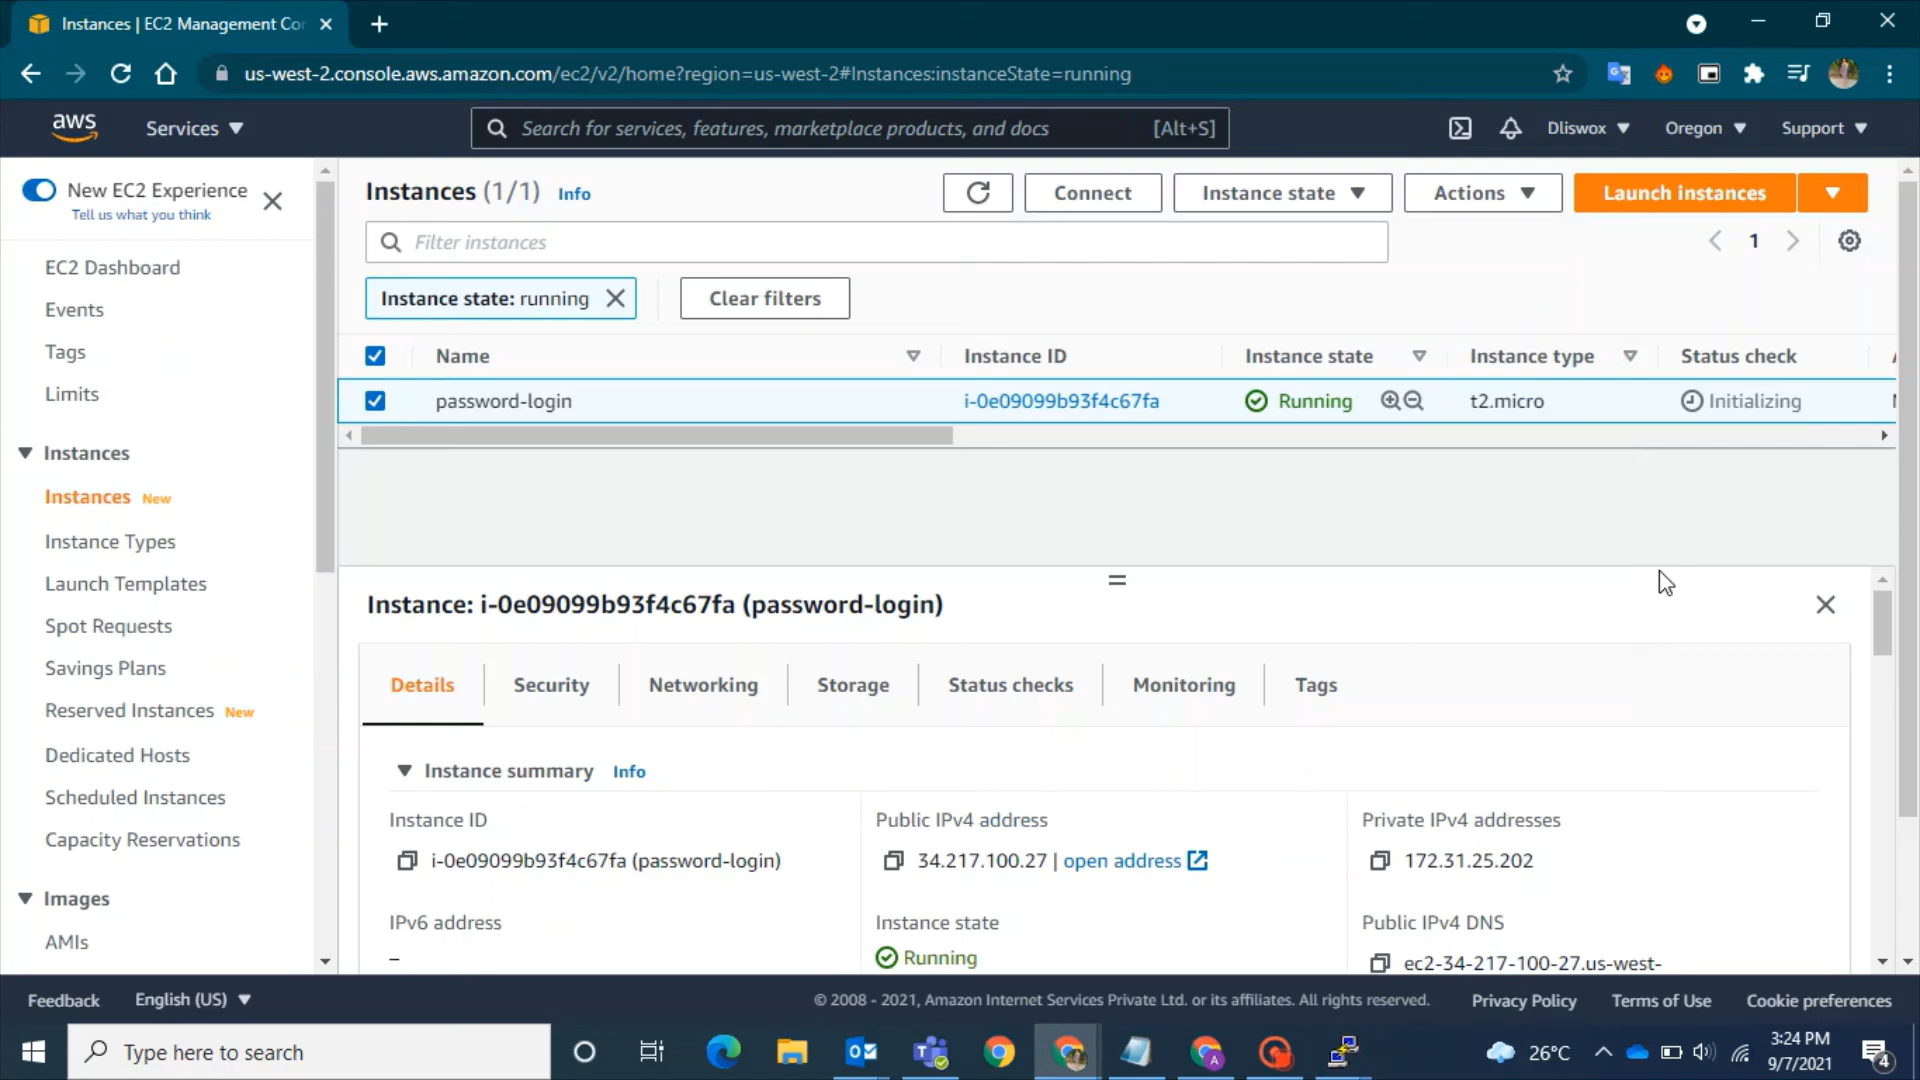 Instances | EC2 Management Co
us-west-2.console.aws.amazon.com/ec2/v2/home?region=us-west-2#Instances:instanceState=running
aws
Services
Search for services, features, marketplace products, and docs [Alt+S]
Dliswox
Oregon
Support
New EC2 Experience
Tell us what you think
EC2 Dashboard
Events
Tags
Limits
Instances
Instances New
Instance Types
Launch Templates
Spot Requests
Savings Plans
Reserved Instances New
Dedicated Hosts
Scheduled Instances
Capacity Reservations
Images
AMIs
Instances (1/1) Info
Connect
Instance state
Actions
Launch instances
Filter instances
1
Instance state: running
Clear filters
Name Instance ID Instance state Instance type Status check
password-login i-0e09099b93f4c67fa Running t2.micro Initializing
Instance: i-0e09099b93f4c67fa (password-login)
Details Security Networking Storage Status checks Monitoring Tags
Instance summary Info
Instance ID
i-0e09099b93f4c67fa (password-login)
Public IPv4 address
34.217.100.27 | open address
Private IPv4 addresses
172.31.25.202
IPv6 address
–
Instance state
Running
Public IPv4 DNS
ec2-34-217-100-27.us-west-
Feedback
English (US)
© 2008 - 2021, Amazon Internet Services Private Ltd. or its affiliates. All rights reserved.
Privacy Policy
Terms of Use
Cookie preferences
Type here to search
A
26°C
3:24 PM
9/7/2021
4